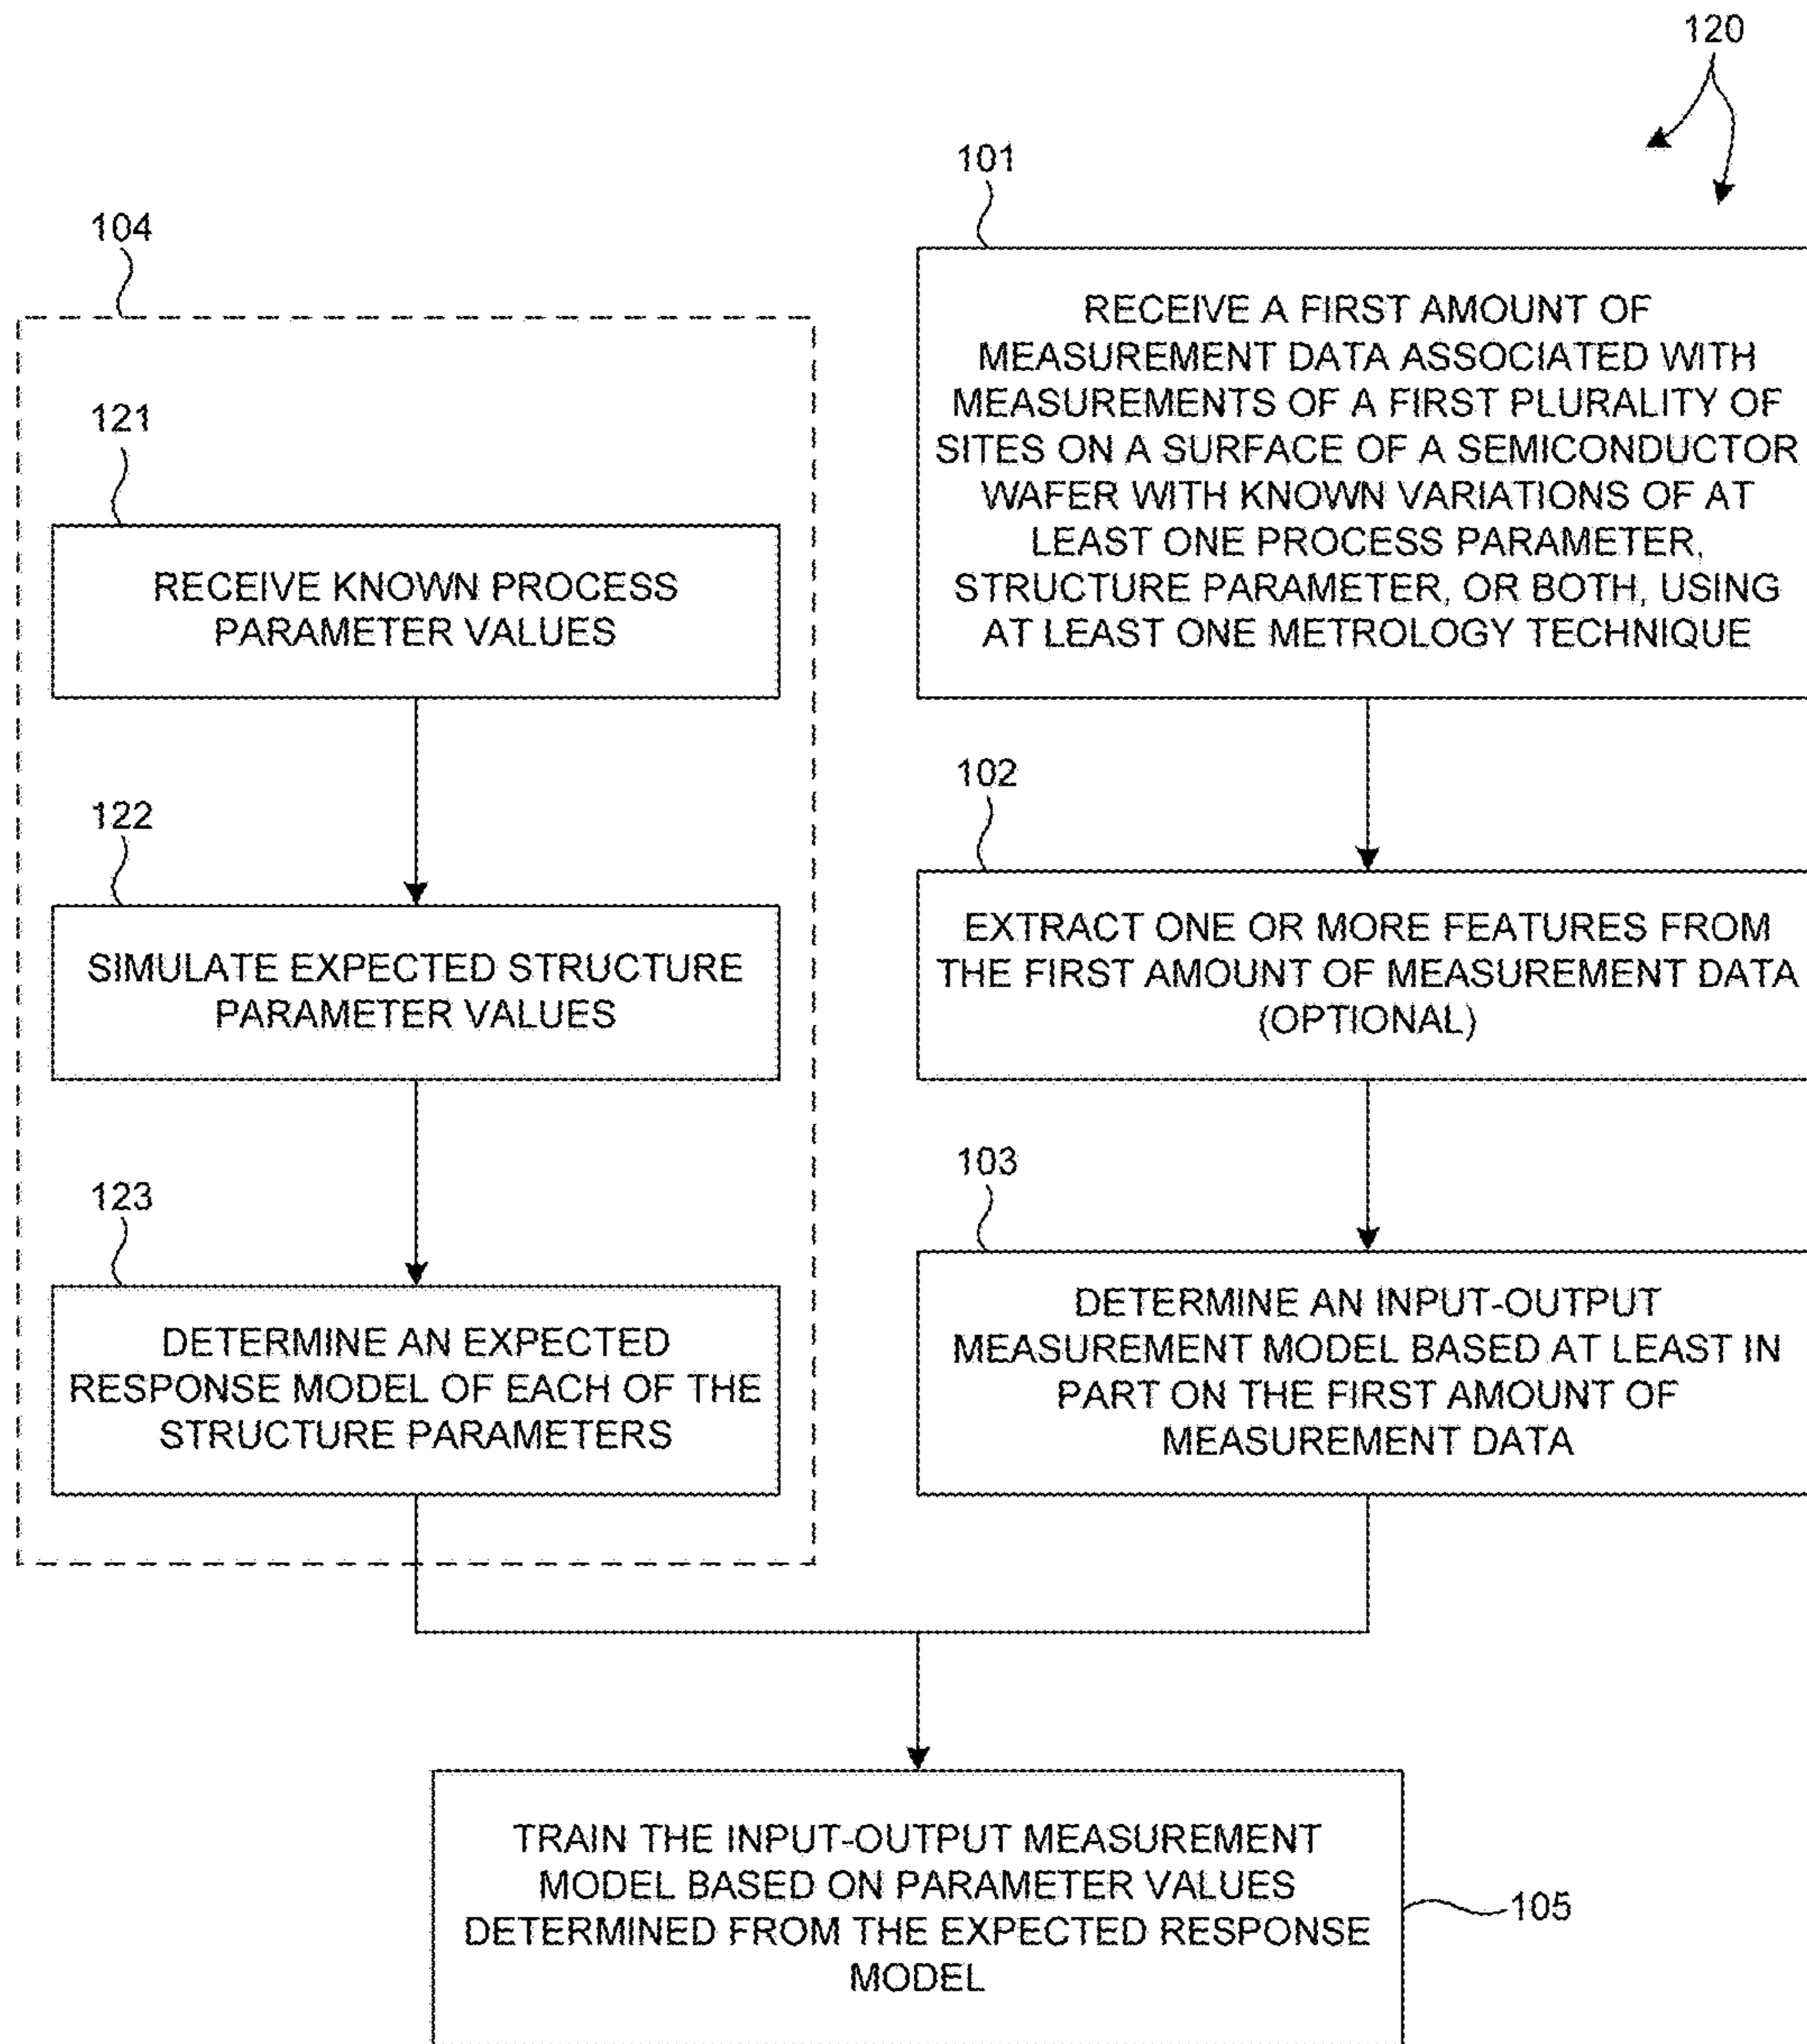 120
104
121
RECEIVE KNOWN PROCESS
PARAMETER VALUES
122
SIMULATE EXPECTED STRUCTURE
PARAMETER VALUES
123
DETERMINE AN EXPECTED
RESPONSE MODEL OF EACH OF THE
STRUCTURE PARAMETERS
101
RECEIVE A FIRST AMOUNT OF
MEASUREMENT DATA ASSOCIATED WITH
MEASUREMENTS OF A FIRST PLURALITY OF
SITES ON A SURFACE OF A SEMICONDUCTOR
WAFER WITH KNOWN VARIATIONS OF AT
LEAST ONE PROCESS PARAMETER,
STRUCTURE PARAMETER, OR BOTH, USING
AT LEAST ONE METROLOGY TECHNIQUE
102
EXTRACT ONE OR MORE FEATURES FROM
THE FIRST AMOUNT OF MEASUREMENT DATA
(OPTIONAL)
103
DETERMINE AN INPUT-OUTPUT
MEASUREMENT MODEL BASED AT LEAST IN
PART ON THE FIRST AMOUNT OF
MEASUREMENT DATA
TRAIN THE INPUT-OUTPUT MEASUREMENT
MODEL BASED ON PARAMETER VALUES
DETERMINED FROM THE EXPECTED RESPONSE
MODEL
105